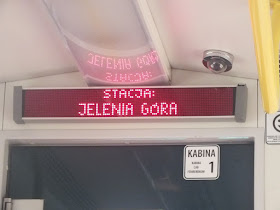 STACJA:
JELENIA GÓRA
KABINA
1